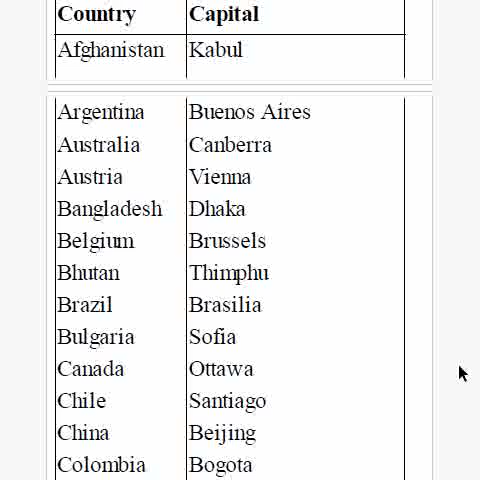 Country Capital
Afghanistan Kabul
Argentina Buenos Aires
Australia Canberra
Austria Vienna
Bangladesh Dhaka
Belgium Brussels
Bhutan Thimphu
Brazil Brasilia
Bulgaria Sofia
Canada Ottawa
Chile Santiago
China Beijing
Colombia Bogota